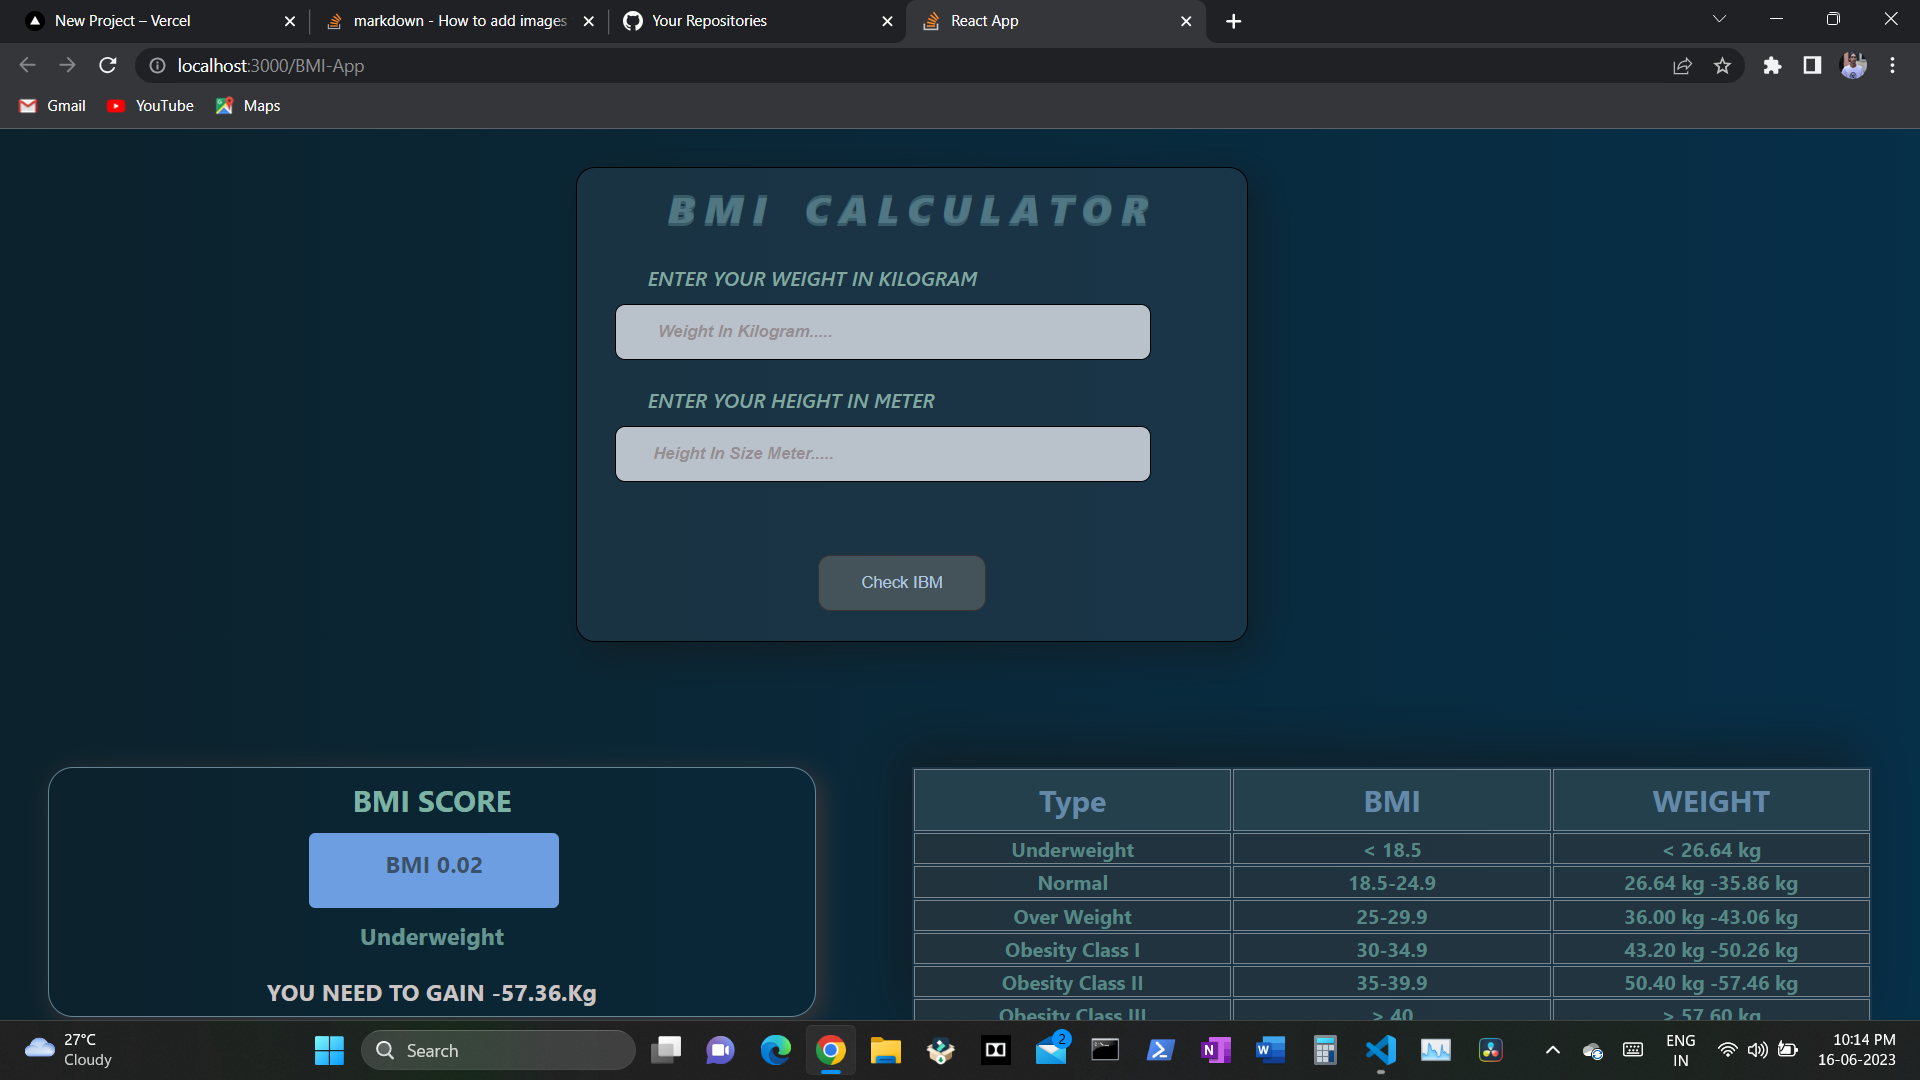 New Project – Vercel
markdown - How to add images
Your Repositories
React App
localhost:3000/BMI-App
Gmail
YouTube
Maps
BMI CALCULATOR
ENTER YOUR WEIGHT IN KILOGRAM
Weight In Kilogram.....
ENTER YOUR HEIGHT IN METER
Height In Size Meter.....
Check IBM
BMI SCORE
BMI 0.02
Underweight
YOU NEED TO GAIN -57.36.Kg
Type BMI WEIGHT
Underweight < 18.5 < 26.64 kg
Normal 18.5-24.9 26.64 kg -35.86 kg
Over Weight 25-29.9 36.00 kg -43.06 kg
Obesity Class I 30-34.9 43.20 kg -50.26 kg
Obesity Class II 35-39.9 50.40 kg -57.46 kg
Obesity Class III > 40 > 57.60 kg
27°C
Cloudy
Search
2
ENG
IN
10:14 PM
16-06-2023